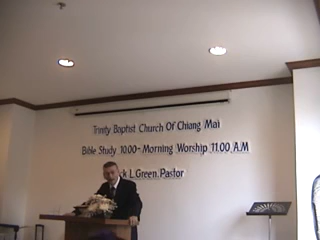 Trinity Baptist Church Of Chiang Mai
Bible Study 10:00 - Morning Worship 11:00 A.M
L. Green. Pastor